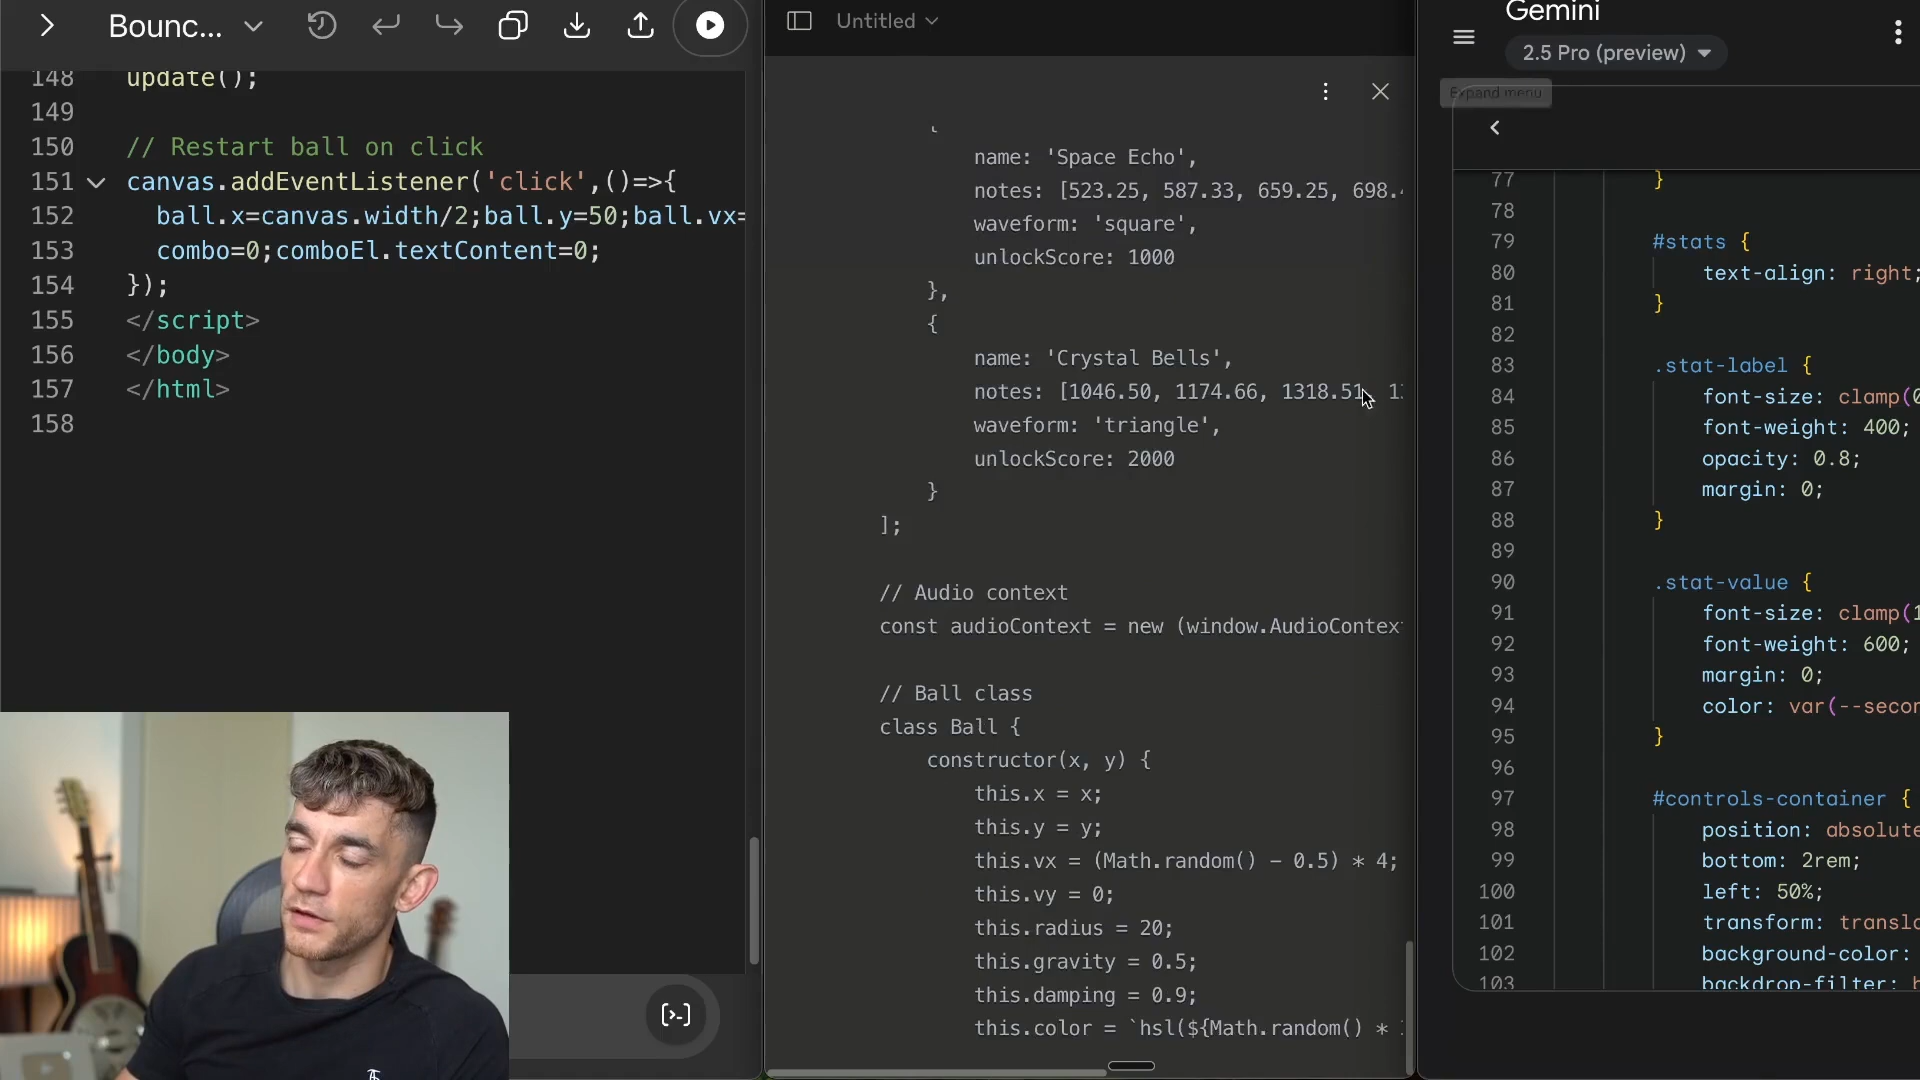 Bounc...
148 update();
149
150 // Restart ball on click
151 canvas.addEventListener('click',()=>{
152 ball.x=canvas.width/2;ball.y=50;ball.vx=
153 combo=0;comboEl.textContent=0;
154 });
155 </script>
156 </body>
157 </html>
158
Untitled
{
name: 'Space Echo',
notes: [523.25, 587.33, 659.25, 698.4
waveform: 'square',
unlockScore: 1000
},
{
name: 'Crystal Bells',
notes: [1046.50, 1174.66, 1318.51, 13
waveform: 'triangle',
unlockScore: 2000
}
];
// Audio context
const audioContext = new (window.AudioContex
// Ball class
class Ball {
constructor(x, y) {
this.x = x;
this.y = y;
this.vx = (Math.random() - 0.5) * 4;
this.vy = 0;
this.radius = 20;
this.gravity = 0.5;
this.damping = 0.9;
this.color = `hsl(${Math.random() *
Gemini
2.5 Pro (preview)
Expand menu
77 }
78
79 #stats {
80 text-align: right;
81 }
82
83 .stat-label {
84 font-size: clamp(0
85 font-weight: 400;
86 opacity: 0.8;
87 margin: 0;
88 }
89
90 .stat-value {
91 font-size: clamp(1
92 font-weight: 600;
93 margin: 0;
94 color: var(--secon
95 }
96
97 #controls-container {
98 position: absolute
99 bottom: 2rem;
100 left: 50%;
101 transform: transla
102 background-color:
103 backdrop-filter: b